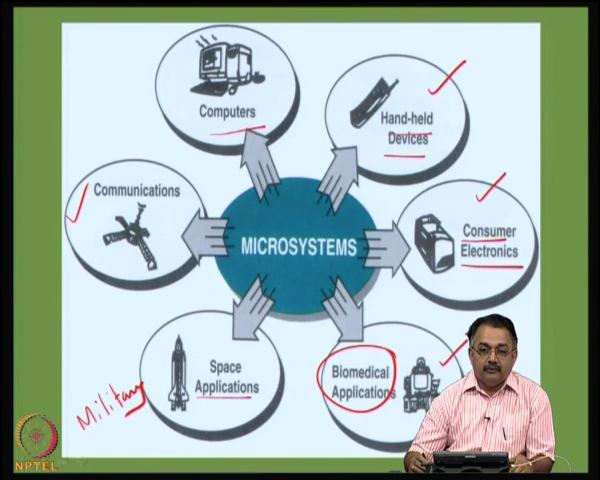 Computers
Hand-held
Devices
Communications
MICROSYSTEMS
Consumer
Electronics
Space
Applications
Biomedical
Applications
Military
NPTEL